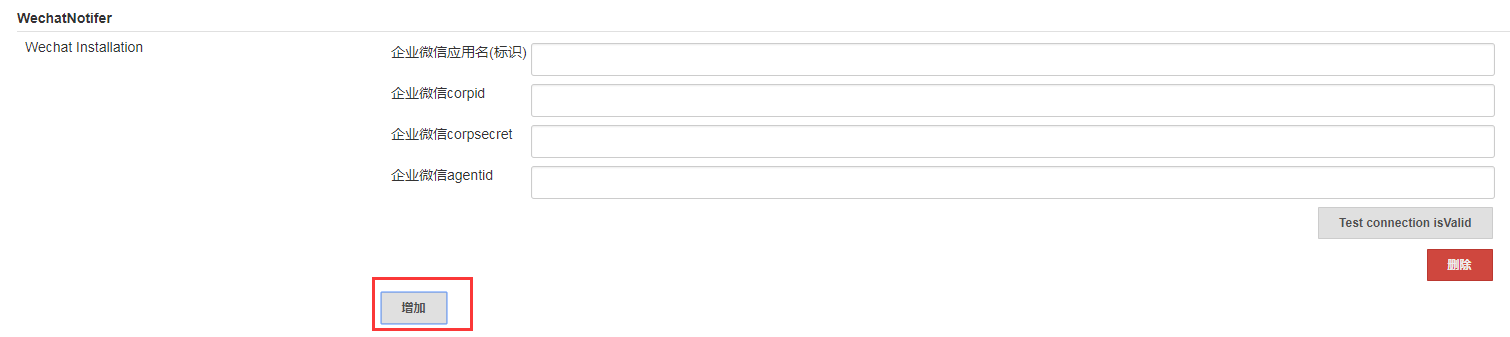 WechatNotifer
Wechat Installation
企业微信应用名(标识)
企业微信corpid
企业微信corpsecret
企业微信agentid
Test connection isValid
删除
增加